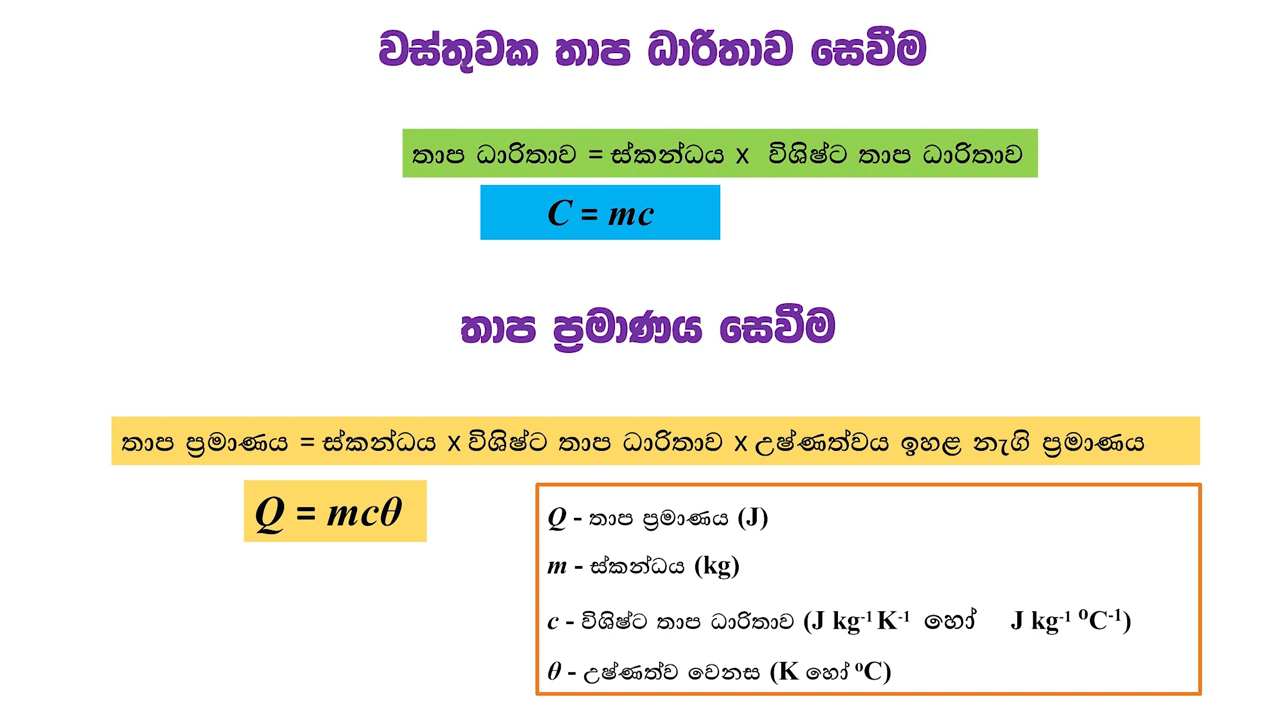 වස්තුවක තාප ධාරිතාව සෙවීම
තාප ධාරිතාව = ස්කන්ධය x විශිෂ්ට තාප ධාරිතාව
C = mc
තාප ප්‍රමාණය සෙවීම
තාප ප්‍රමාණය = ස්කන්ධය x විශිෂ්ට තාප ධාරිතාව x උෂ්ණත්වය ඉහළ නැගි ප්‍රමාණය
Q = mcθ
Q - තාප ප්‍රමාණය (J)
m - ස්කන්ධය (kg)
c - විශිෂ්ට තාප ධාරිතාව (J kg⁻¹ K⁻¹ හෝ J kg⁻¹ ⁰C⁻¹)
θ - උෂ්ණත්ව වෙනස (K හෝ ⁰C)